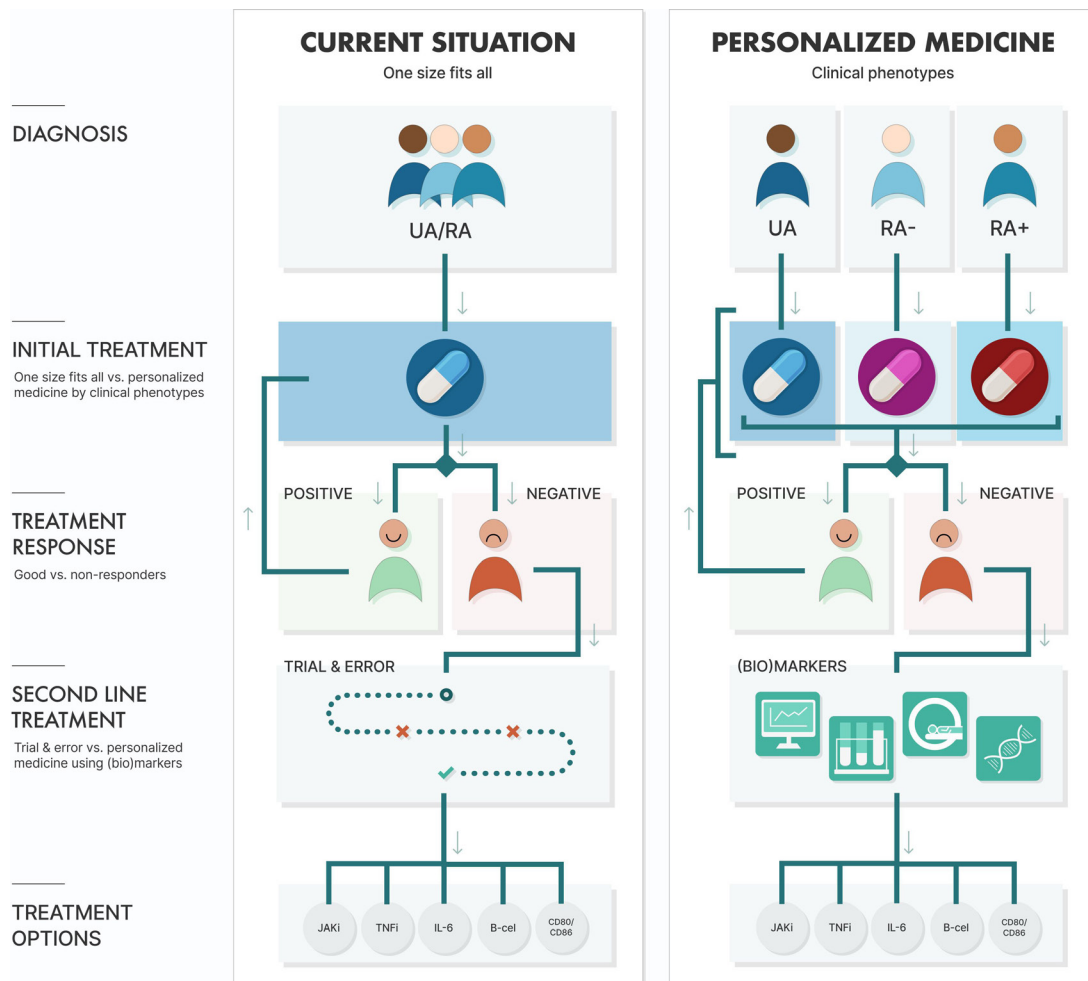 CURRENT SITUATION
One size fits all
PERSONALIZED MEDICINE
Clinical phenotypes
DIAGNOSIS
UA/RA
UA
RA-
RA+
INITIAL TREATMENT
One size fits all vs. personalized
medicine by clinical phenotypes
TREATMENT
RESPONSE
Good vs. non-responders
POSITIVE
NEGATIVE
POSITIVE
NEGATIVE
SECOND LINE
TREATMENT
Trial & error vs. personalized
medicine using (bio)markers
TRIAL & ERROR
(BIO)MARKERS
TREATMENT
OPTIONS
JAKi
TNFi
IL-6
B-cel
CD80/
CD86
JAKi
TNFi
IL-6
B-cel
CD80/
CD86